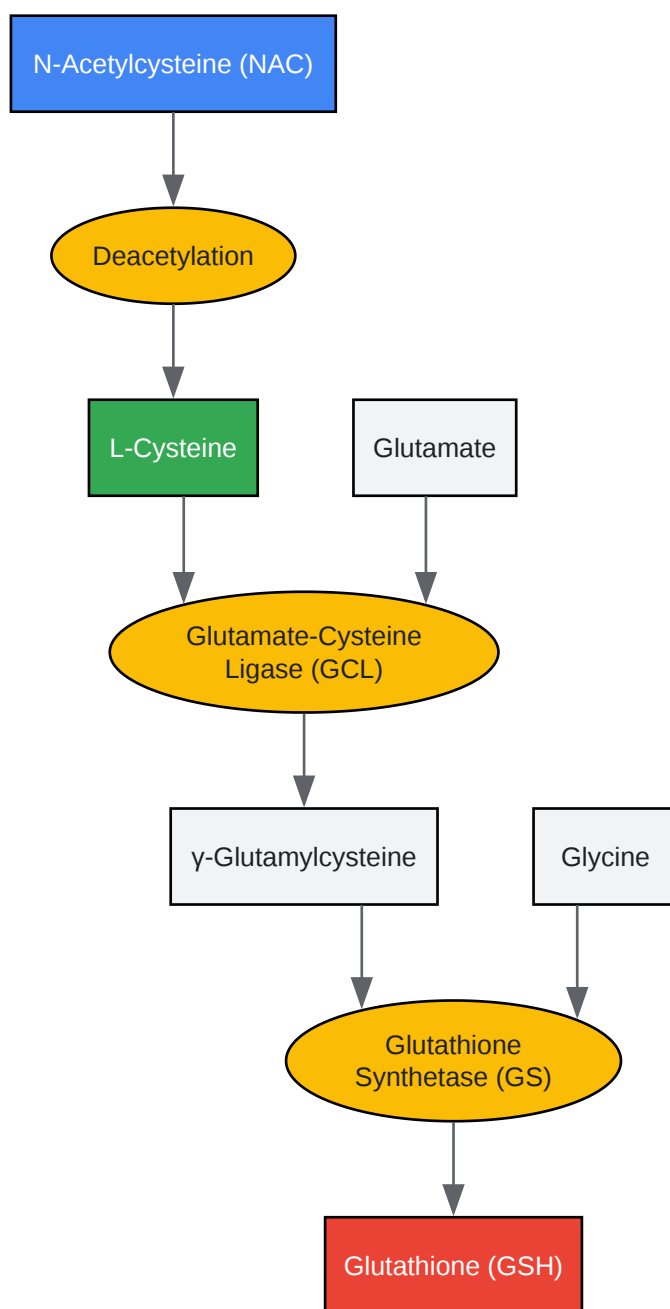 N-Acetylcysteine (NAC)
Deacetylation
L-Cysteine
Glutamate
Glutamate-Cysteine
Ligase (GCL)
γ-Glutamylcysteine
Glycine
Glutathione
Synthetase (GS)
Glutathione (GSH)